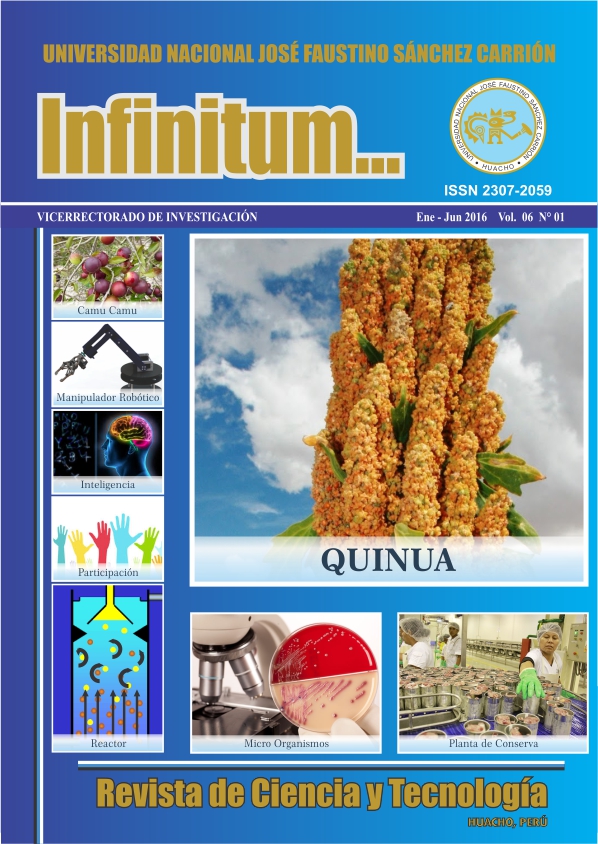 UNIVERSIDAD NACIONAL JOSÉ FAUSTINO SÁNCHEZ CARRIÓN
Infinitum...
UNIVERSIDAD NACIONAL JOSÉ FAUSTINO SÁNCHEZ CARRIÓN
• HUACHO •
ISSN 2307-2059
VICERRECTORADO DE INVESTIGACIÓN
Ene - Jun 2016 Vol. 06 N° 01
Camu Camu
Manipulador Robótico
Inteligencia
Participación
Reactor
QUINUA
Micro Organismos
Planta de Conserva
Revista de Ciencia y Tecnología
HUACHO, PERÚ